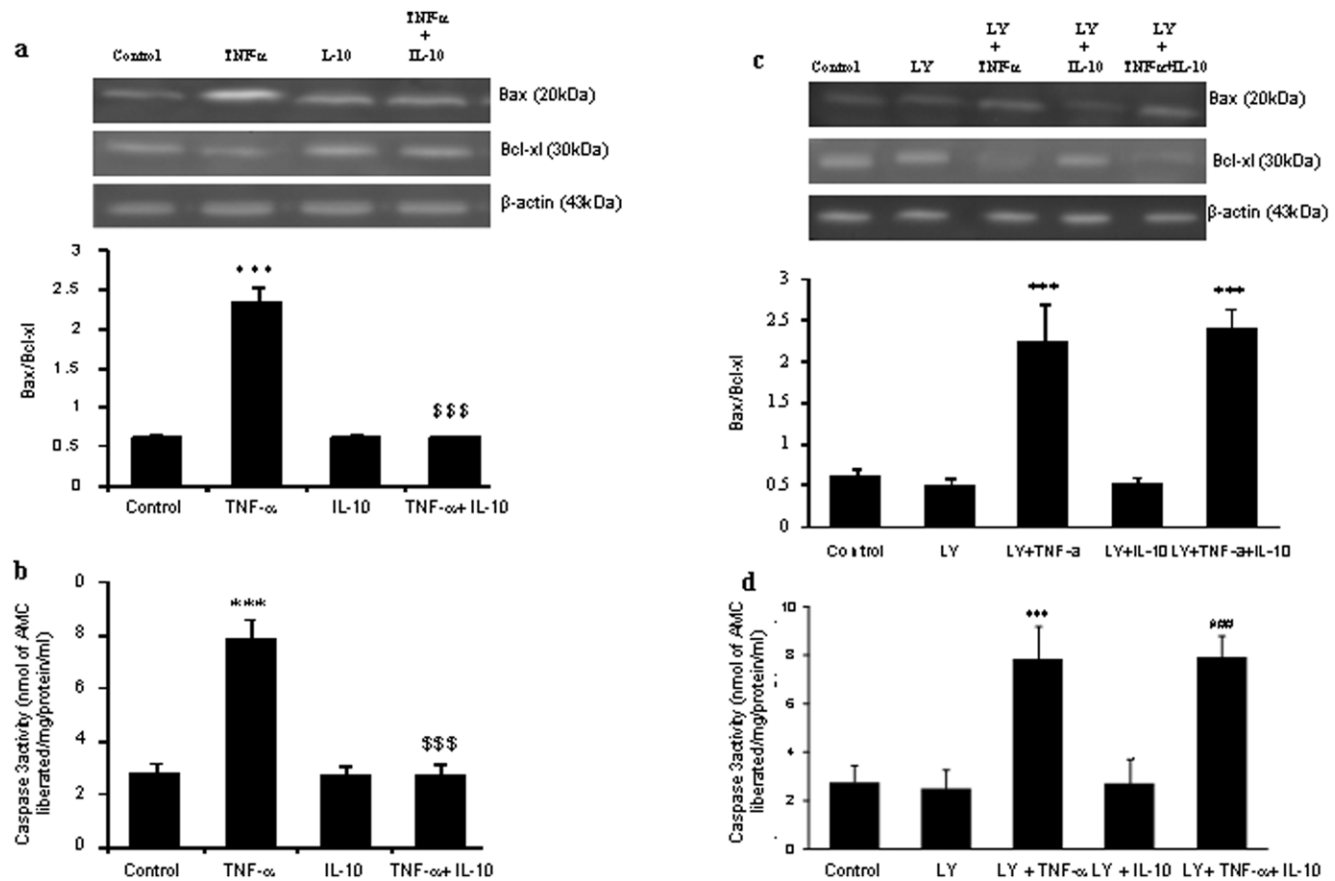 a
TNF-α
+
Control TNF-α L-10 IL-10
Bax (20kDa)
Bcl-xl (30kDa)
β-actin (43kDa)
Bax/Bcl-xl
3
2.5
2
1.5
1
0.5
0
***
$$$
Control TNF-α IL-10 TNF-α+ IL-10
b
Caspase 3activity (nmol of AMC
liberated/mg/protein/ml)
0
8
6
4
2
0
***
$$$
Control TNF-α IL-10 TNF-α+ IL-10
c
LY LY LY
+ + +
Control LY TNF-α IL-10 TNF-α+IL-10
Bax (20kDa)
Bcl-xl (30kDa)
β-actin (43kDa)
Bax/Bcl-xl
3
2.5
2
1.5
1
0.5
0
***
***
Control LY LY+TNF-a LY+IL-10 LY+TNF-a+IL-10
d
Caspase 3activity (nmol of AMC
liberated/mg/protein/ml)
10
8
6
4
2
0
***
###
Control LY LY +TNF-α LY + IL-10 LY+ TNF-α+ IL-10